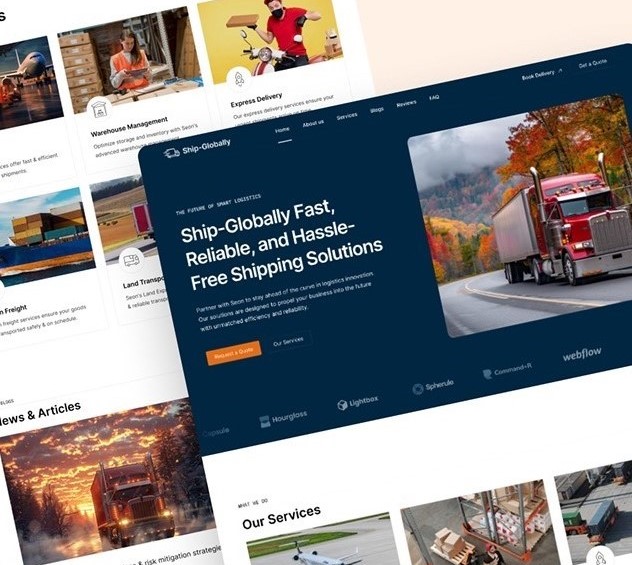 s
Warehouse Management
Optimize storage and inventory with Seon's
advanced warehouse
Express Delivery
Our express delivery services ensure your
ces offer fast & efficient
shipments.
n Freight
freight services ensure your goods
ansported safely & on schedule.
Land Transpo
Seon's Land Exp
& reliable transp
BLOGS
News & Articles
& risk mitigation strategies
Ship-Globally
Home
About us
Services
Blogs
Reviews
FAQ
Book Delivery
Get a Quote
THE FUTURE OF SMART LOGISTICS
Ship-Globally Fast,
Reliable, and Hassle-
Free Shipping Solutions
Partner with Seon to stay ahead of the curve in logistics innovation.
Our solutions are designed to propel your business into the future
with unmatched efficiency and reliability.
Request a Quote
Our Services
Capsule
Hourglass
Lightbox
Spherule
Command+R
webflow
WHAT WE DO
Our Services